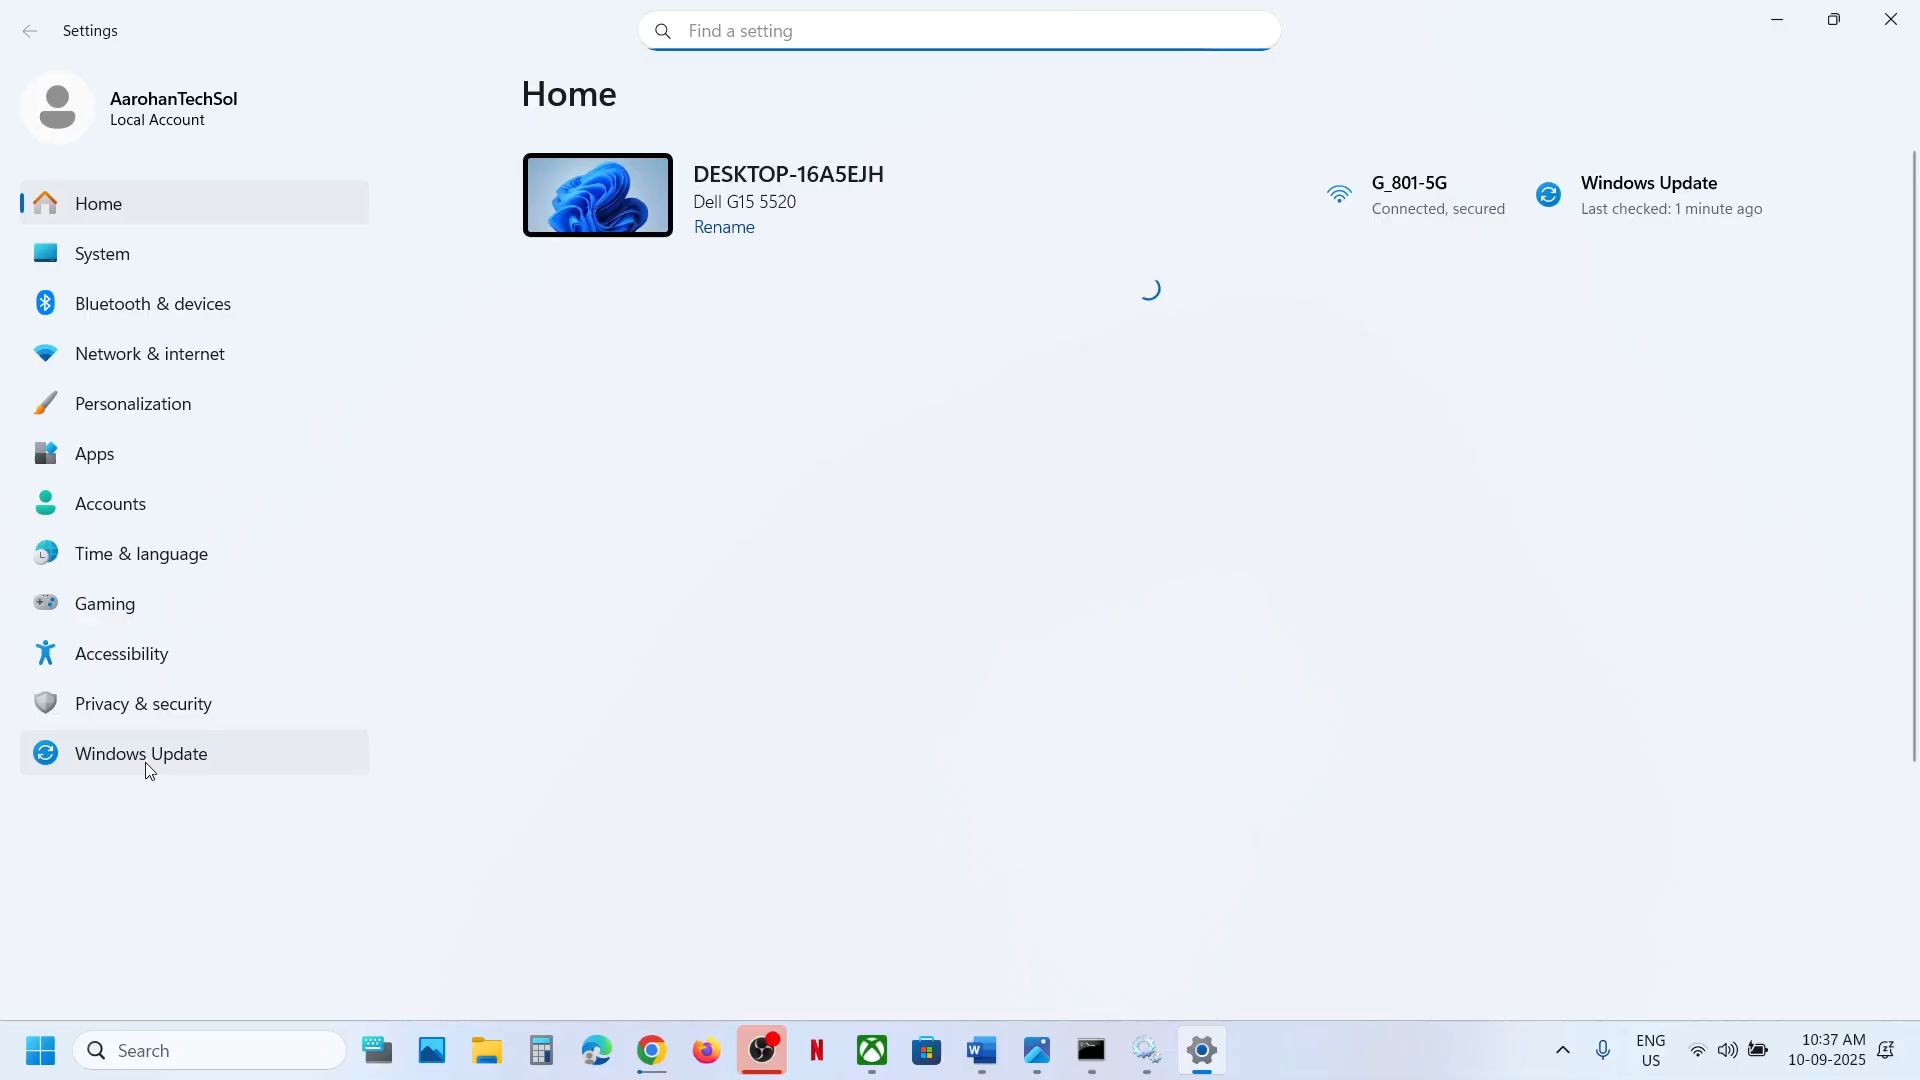 Settings
Find a setting
AarohanTechSol
Local Account
Home
System
Bluetooth & devices
Network & internet
Personalization
Apps
Accounts
Time & language
Gaming
Accessibility
Privacy & security
Windows Update
Home
DESKTOP-16A5EJH
Dell G15 5520
Rename
G_801-5G
Connected, secured
Windows Update
Last checked: 1 minute ago
Search
ENG
US
10:37 AM
10-09-2025